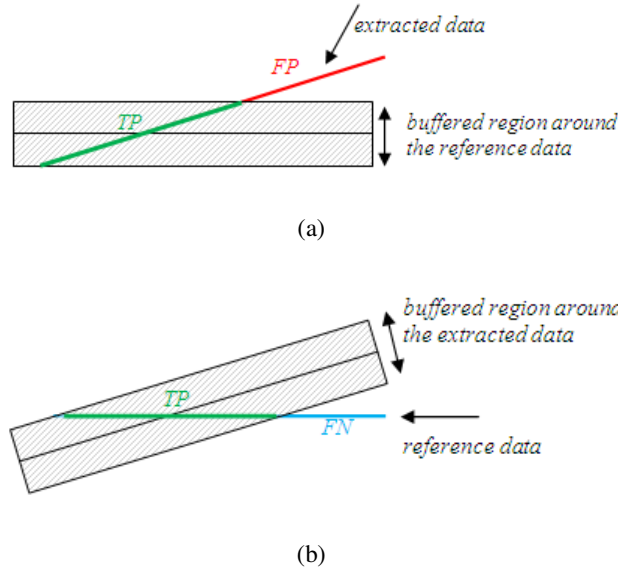 extracted data
FP
TP
buffered region around
the reference data
(a)
buffered region around
the extracted data
TP
FN
reference data
(b)